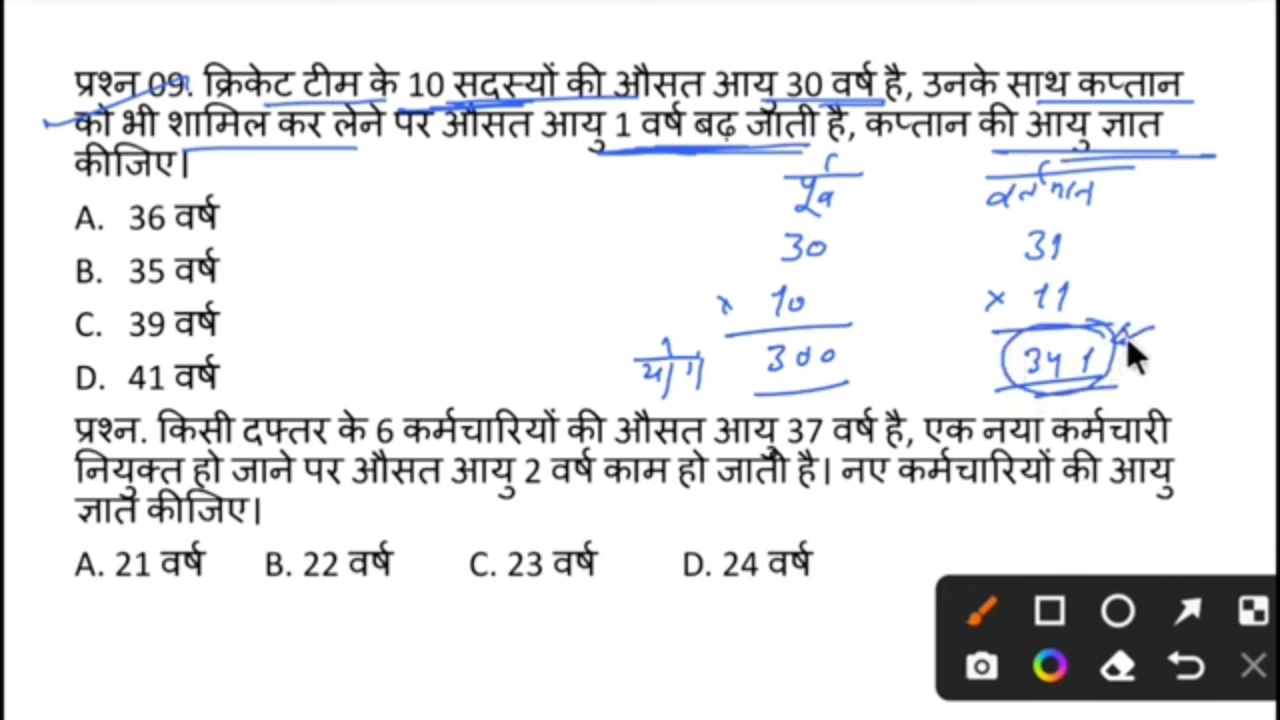 प्रश्न 09. क्रिकेट टीम के 10 सदस्यों की औसत आयु 30 वर्ष है, उनके साथ कप्तान
को भी शामिल कर लेने पर औसत आयु 1 वर्ष बढ़ जाती है, कप्तान की आयु ज्ञात
कीजिए।
पूर्व वर्तमान
A. 36 वर्ष
30 31
B. 35 वर्ष
× 10 × 11
C. 39 वर्ष
योग 300 341
D. 41 वर्ष
प्रश्न. किसी दफ्तर के 6 कर्मचारियों की औसत आयु 37 वर्ष है, एक नया कर्मचारी
नियुक्त हो जाने पर औसत आयु 2 वर्ष काम हो जाती है। नए कर्मचारियों की आयु
ज्ञात कीजिए।
A. 21 वर्ष B. 22 वर्ष C. 23 वर्ष D. 24 वर्ष